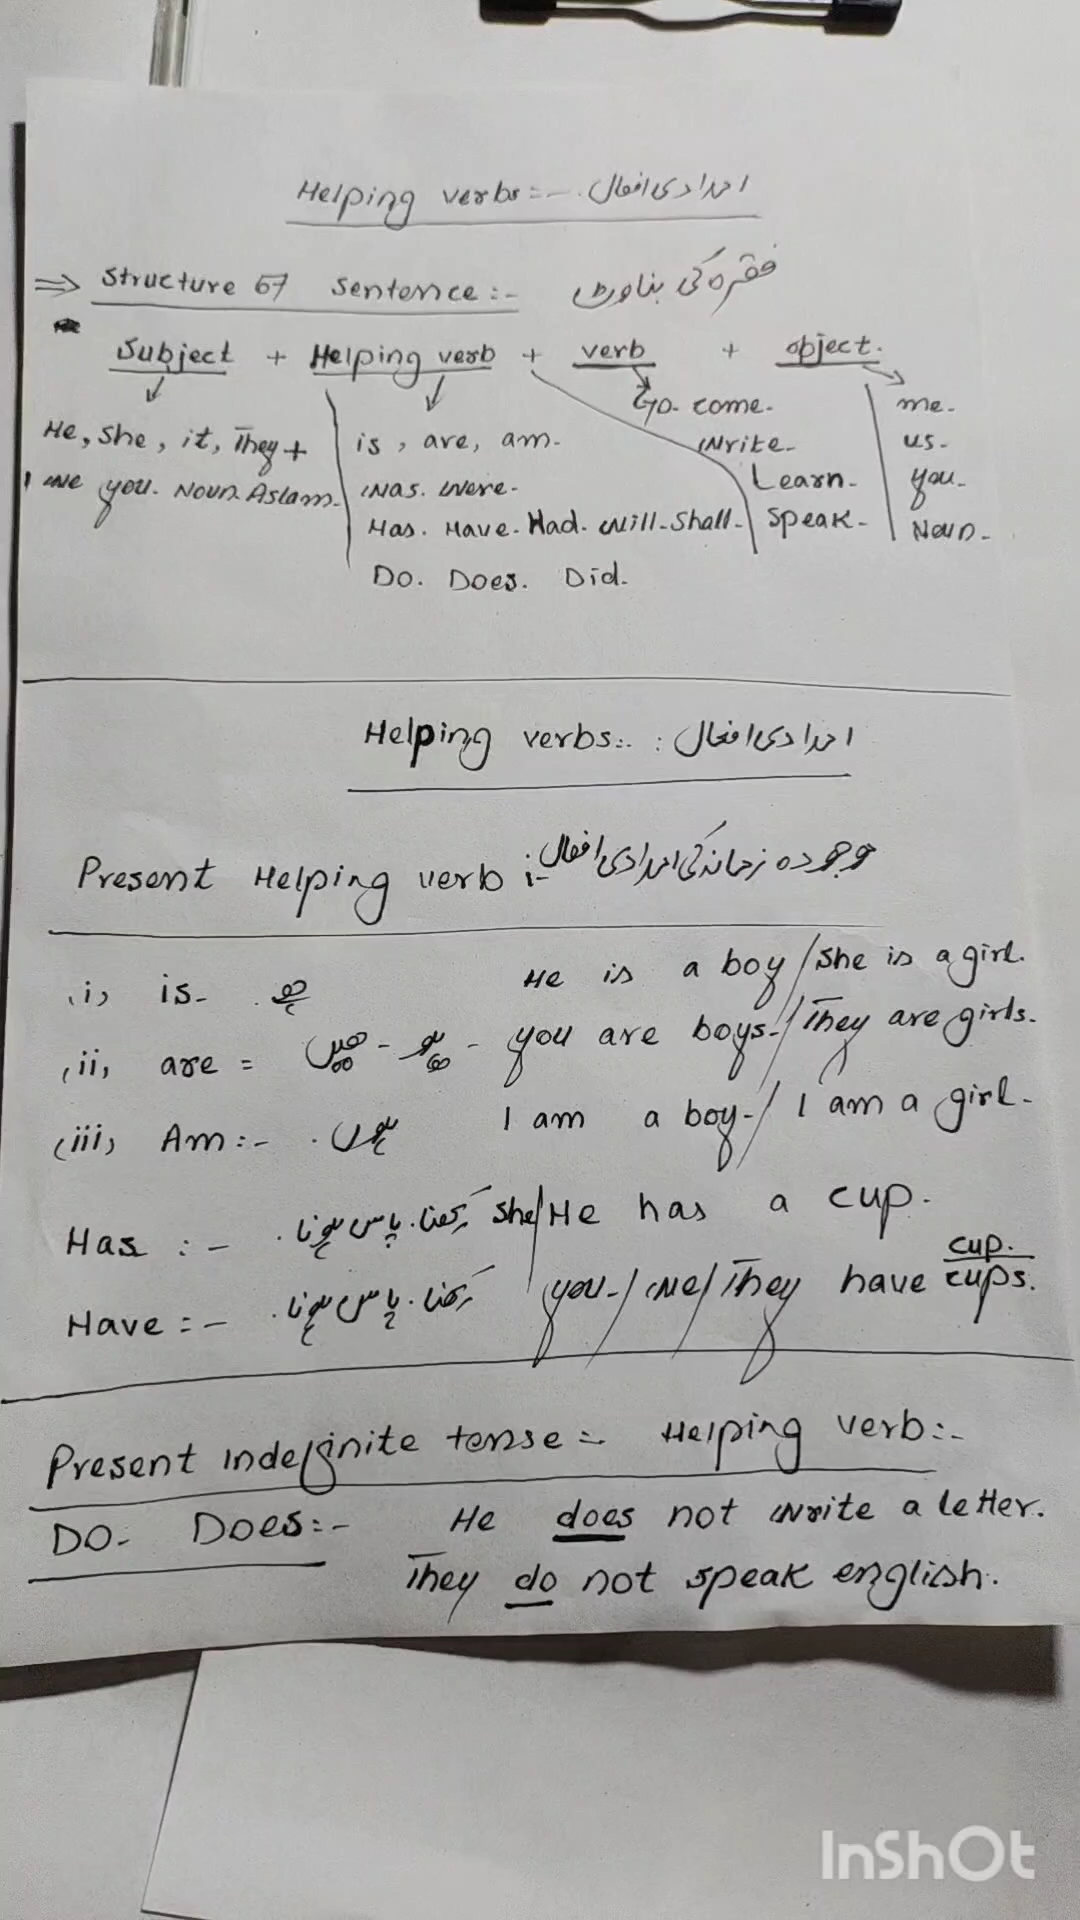 Helping verbs:-. امدادی افعال
⇒ Structure of sentence:- فقرہ کی بناوٹ
Subject + Helping verb + verb + object.
He, She, it, They + is, are, am. Go. come. me.
I we you. Noun. Aslam. was. were. write. us.
Has. Have. Had. will. Shall. Learn. you.
Do. Does. Did. Speak. Noun.
Helping verbs:. : امدادی افعال
Present Helping verb :- موجودہ زمانہ کی امدادی افعال
(i) is- ہے. He is a boy / She is a girl.
(ii) are = ہیں - ہو - you are boys- / They are girls.
(iii) Am:- ہوں. I am a boy- / I am a girl-
Has :- رکھنا. پاس ہونا. She/He has a cup.
Have :- رکھنا. پاس ہونا. you-/we/They have cup. cups.
Present indefinite tense :- Helping verb:-
DO- Does:- He does not write a letter.
They do not speak english.
InShOt